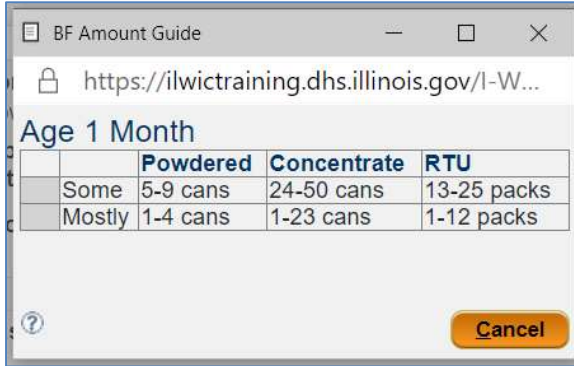 BF Amount Guide
https://ilwictraining.dhs.illinois.gov/I-W...
Age 1 Month
Powdered Concentrate RTU
Some 5-9 cans 24-50 cans 13-25 packs
Mostly 1-4 cans 1-23 cans 1-12 packs
?
Cancel